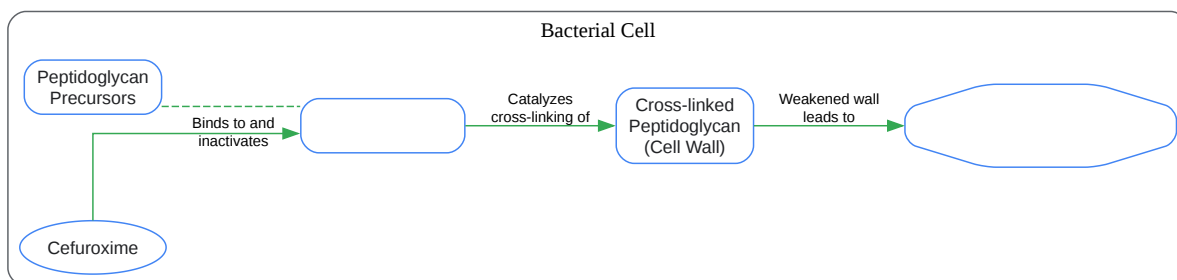 Bacterial Cell
Peptidoglycan
Precursors
Binds to and
inactivates
Catalyzes
cross-linking of
Cross-linked
Peptidoglycan
(Cell Wall)
Weakened wall
leads to
Cefuroxime